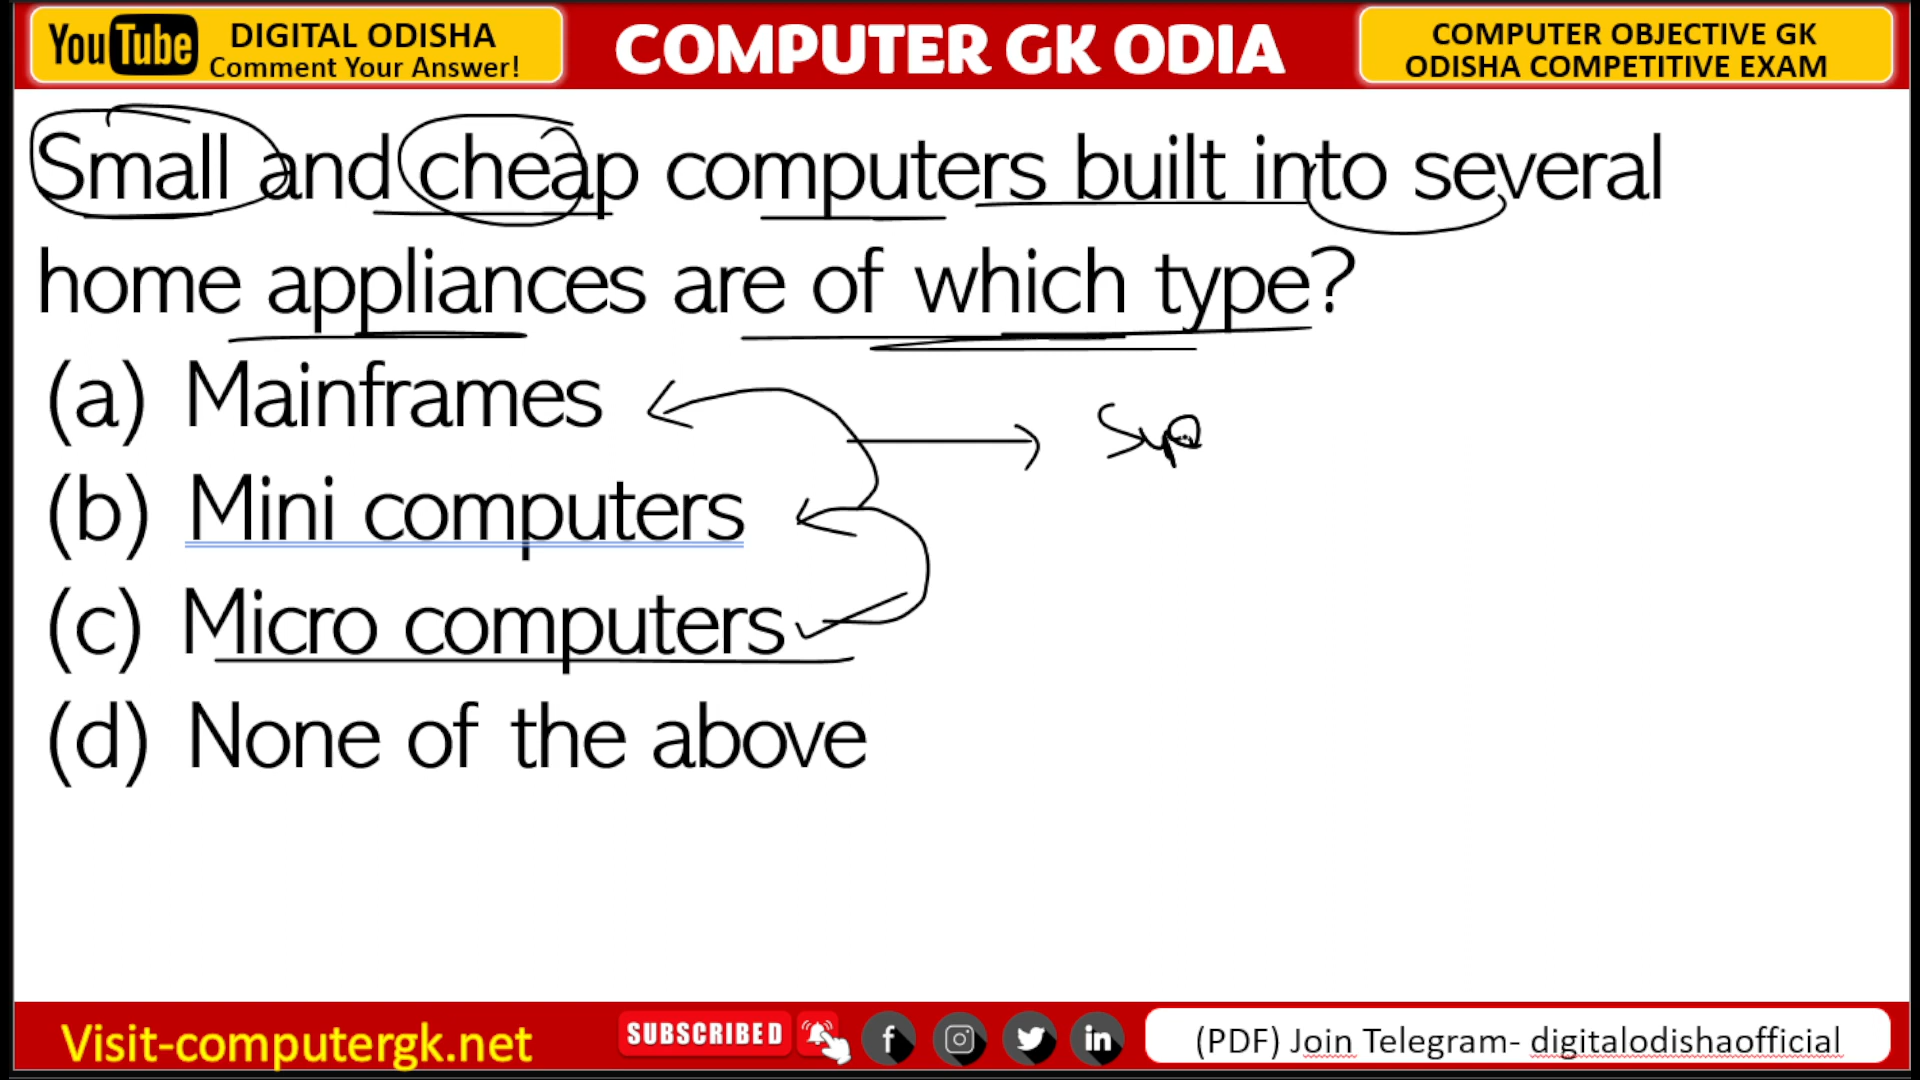 YouTube DIGITAL ODISHA
Comment Your Answer!
COMPUTER GK ODIA
COMPUTER OBJECTIVE GK
ODISHA COMPETITIVE EXAM
Small and cheap computers built into several
home appliances are of which type?
(a) Mainframes
Sup
(b) Mini computers
(c) Micro computers
(d) None of the above
Visit-computergk.net
SUBSCRIBED
f
in
(PDF) Join Telegram- digitalodishaofficial